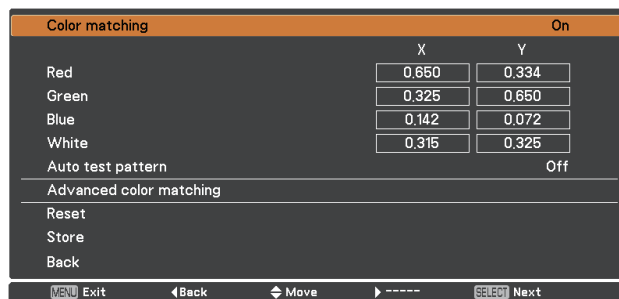 Color matching On
X Y
Red 0.650 0.334
Green 0.325 0.650
Blue 0.142 0.072
White 0.315 0.325
Auto test pattern Off
Advanced color matching
Reset
Store
Back
MENU Exit Back Move ----- SELECT Next